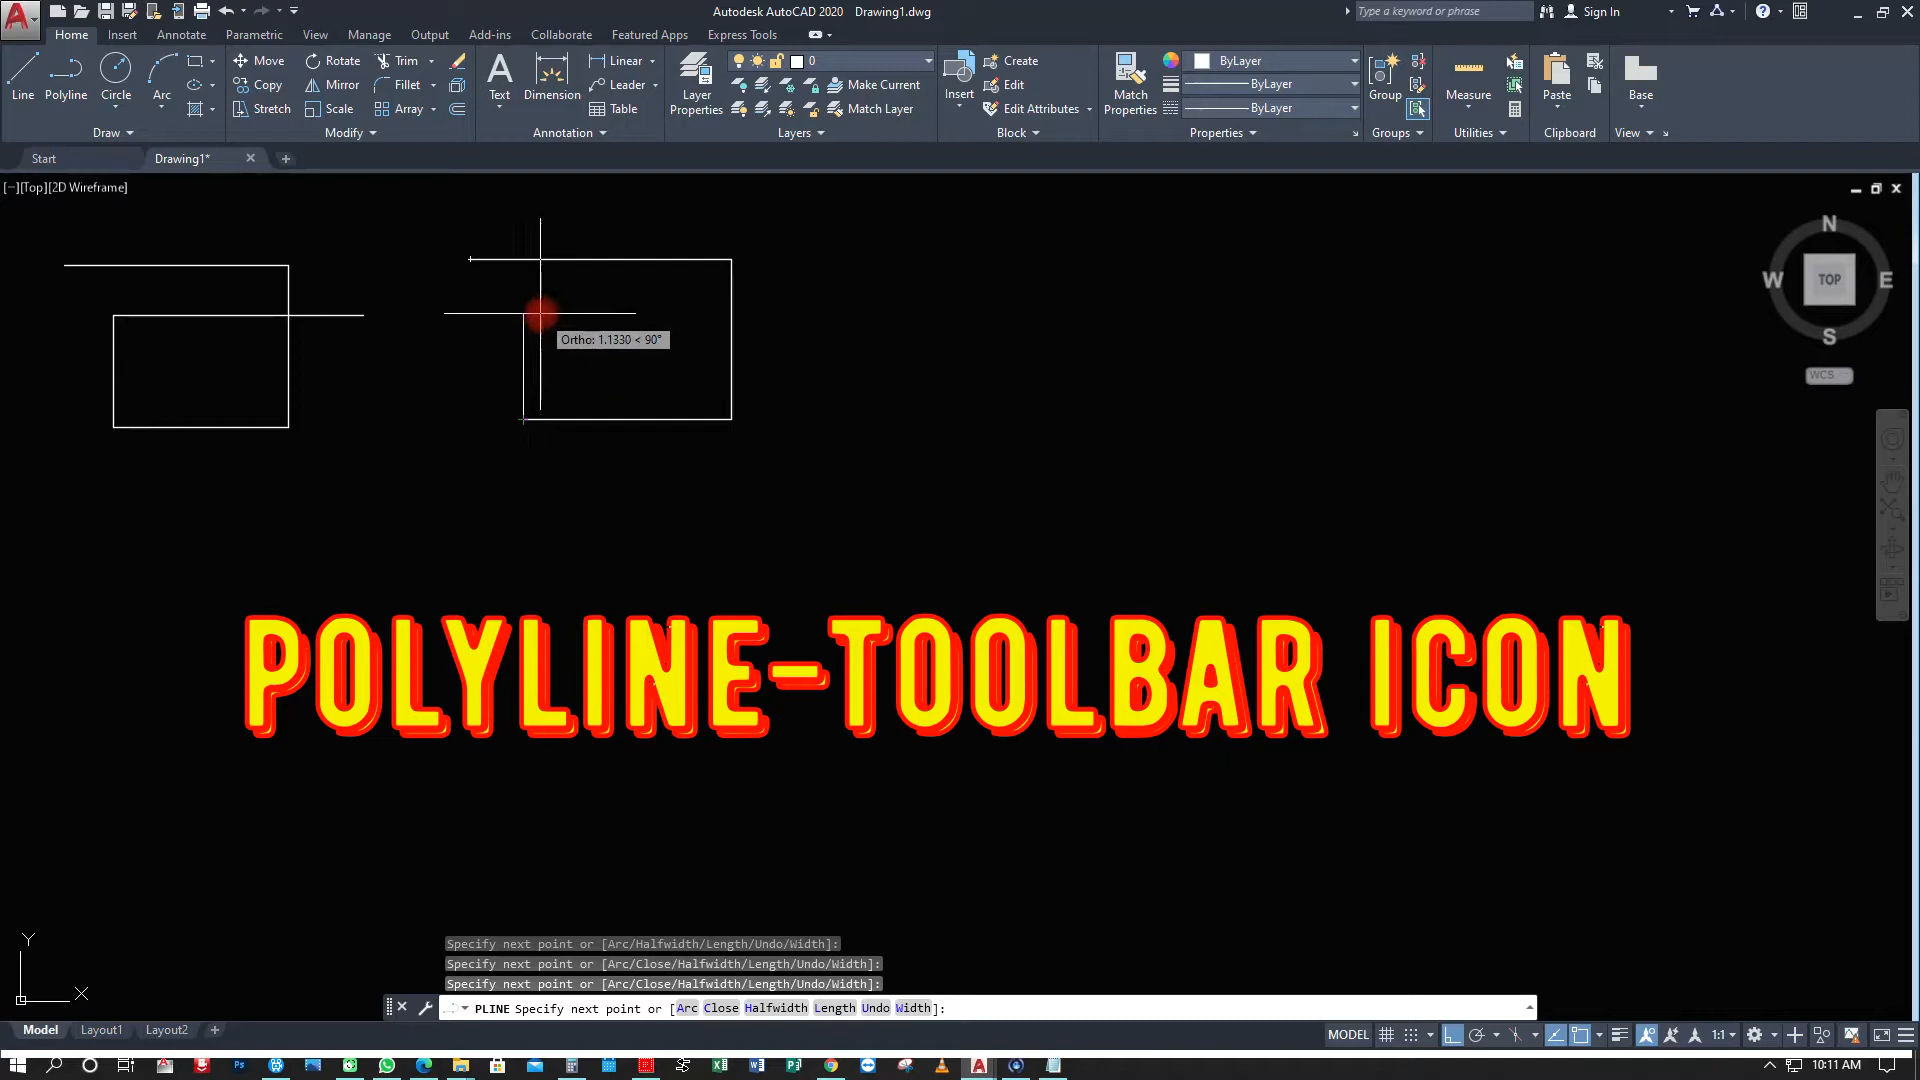 Autodesk AutoCAD 2020 Drawing1.dwg
Type a keyword or phrase
Sign In
Home Insert Annotate Parametric View Manage Output Add-ins Collaborate Featured Apps Express Tools
Line Polyline Circle Arc
Draw
Move Rotate Trim
Copy Mirror Fillet
Stretch Scale Array
Modify
Text Dimension
Linear
Leader
Table
Annotation
Layer Properties
0
Make Current
Match Layer
Layers
Insert
Create
Edit
Edit Attributes
Block
Match Properties
ByLayer
ByLayer
ByLayer
Properties
Group
Groups
Measure
Utilities
Paste
Clipboard
Base
View
Start Drawing1*
[−][Top][2D Wireframe]
N
W TOP E
S
WCS
Ortho: 1.1330 < 90°
POLYLINE-TOOLBAR ICON
Y
X
Specify next point or [Arc/Halfwidth/Length/Undo/Width]:
Specify next point or [Arc/Close/Halfwidth/Length/Undo/Width]:
Specify next point or [Arc/Close/Halfwidth/Length/Undo/Width]:
PLINE Specify next point or [Arc Close Halfwidth Length Undo Width]:
Model Layout1 Layout2
MODEL 1:1
10:11 AM